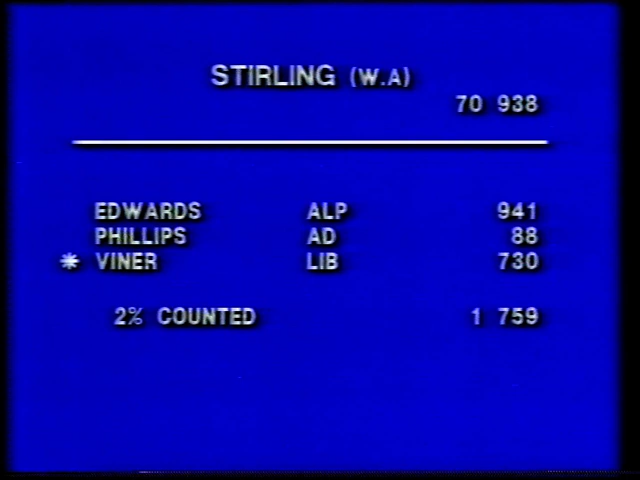 STIRLING (W.A)
70 938
EDWARDS ALP 941
PHILLIPS AD 88
* VINER LIB 730
2% COUNTED 1 759